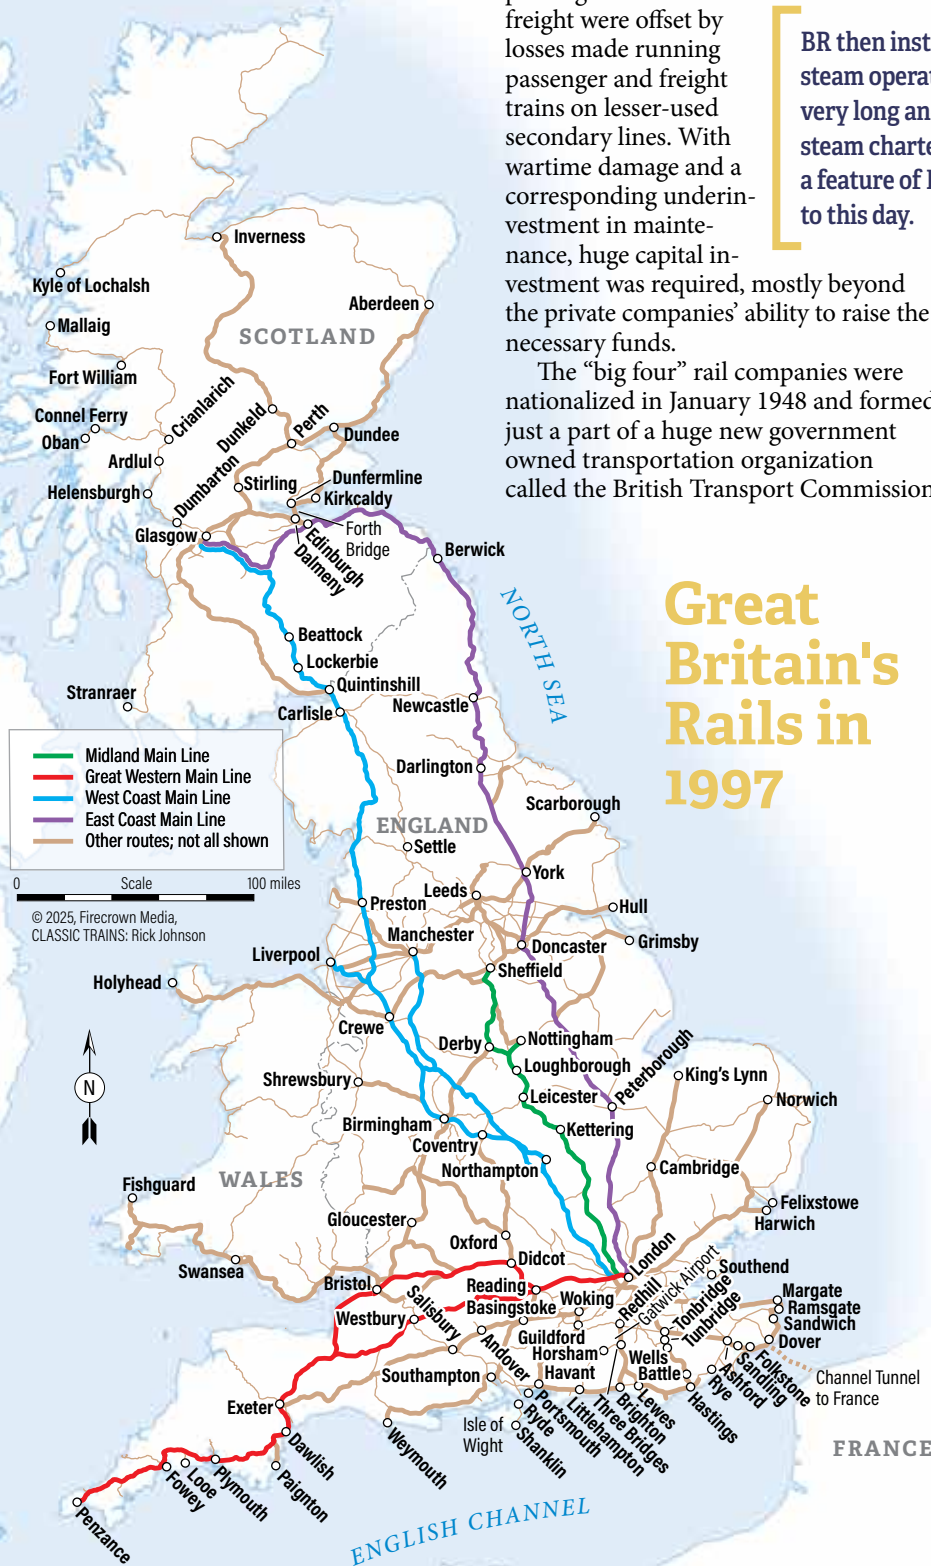 freight were offset by
losses made running
passenger and freight
trains on lesser-used
secondary lines. With
wartime damage and a
corresponding underin-
vestment in mainte-
nance, huge capital in-
vestment was required, mostly beyond
the private companies’ ability to raise the
necessary funds.
The “big four” rail companies were
nationalized in January 1948 and formed
just a part of a huge new government
owned transportation organization
called the British Transport Commission
BR then inst
steam operat
very long an
steam charte
a feature of
to this day.
Great
Britain's
Rails in
1997
Inverness
Kyle of Lochalsh
Aberdeen
SCOTLAND
Mallaig
Fort William
Crianlarich
Connel Ferry
Oban
Dunkeld
Perth
Dundee
Ardlul
Dumbarton
Stirling
Dunfermline
Helensburgh
Kirkcaldy
Glasgow
Forth
Bridge
Edinburgh
Dalmeny
Berwick
NORTH SEA
Beattock
Lockerbie
Quintinshill
Stranraer
Carlisle
Newcastle
Midland Main Line
Great Western Main Line
West Coast Main Line
East Coast Main Line
Other routes; not all shown
0 Scale 100 miles
© 2025, Firecrown Media,
CLASSIC TRAINS: Rick Johnson
Darlington
Scarborough
ENGLAND
Settle
York
Leeds
Preston
Hull
Manchester
Doncaster
Grimsby
Liverpool
Sheffield
Holyhead
Crewe
Derby
Nottingham
Loughborough
Peterborough
King's Lynn
N
Shrewsbury
Leicester
Norwich
Birmingham
Kettering
Coventry
Northampton
Cambridge
WALES
Fishguard
Felixstowe
Harwich
Gloucester
Oxford
Didcot
London
Swansea
Bristol
Reading
Woking
Redhill
Gatwick Airport
Southend
Westbury
Salisbury
Basingstoke
Tonbridge
Tunbridge
Wells
Margate
Ramsgate
Sandwich
Dover
Guildford
Horsham
Andover
Havant
Battle
Southampton
Folkstone
Sandling
Ashford
Rye
Channel Tunnel
to France
Exeter
Hastings
Lewes
Brighton
Three Bridges
Littlehampton
Portsmouth
Ryde
Shanklin
Isle of
Wight
Weymouth
FRANCE
Dawlish
Paignton
Plymouth
Looe
Fowey
Penzance
ENGLISH CHANNEL